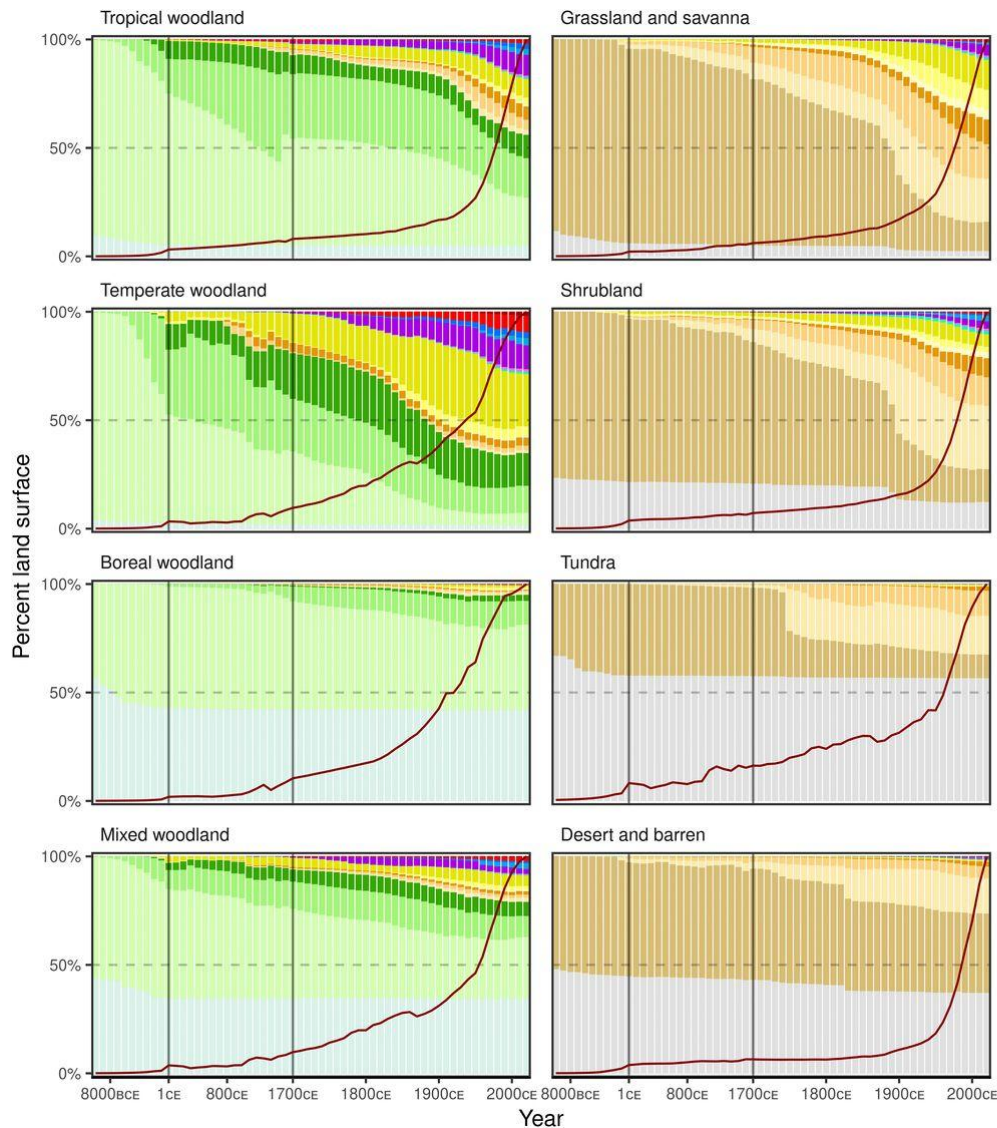 Tropical woodland
Grassland and savanna
100%
50%
0%
Temperate woodland
Shrubland
100%
50%
0%
Percent land surface
Boreal woodland
Tundra
100%
50%
0%
Mixed woodland
Desert and barren
100%
50%
0%
8000BCE 1CE 800CE 1700CE 1800CE 1900CE 2000CE 8000BCE 1CE 800CE 1700CE 1800CE 1900CE 2000CE
Year